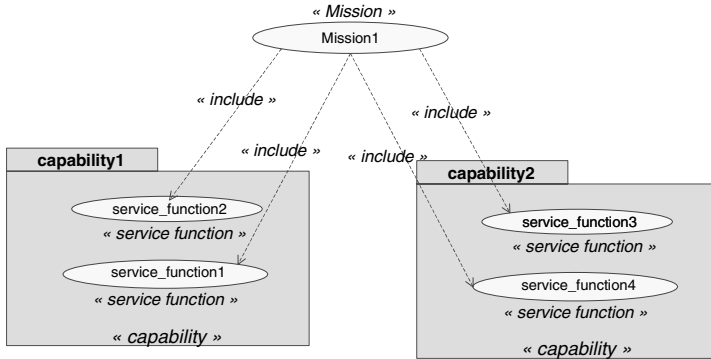 « Mission »
Mission1
« include »
« include »
« include »
« include »
capability1
capability2
service_function2
« service function »
service_function3
« service function »
service_function1
« service function »
service_function4
« service function »
« capability »
« capability »